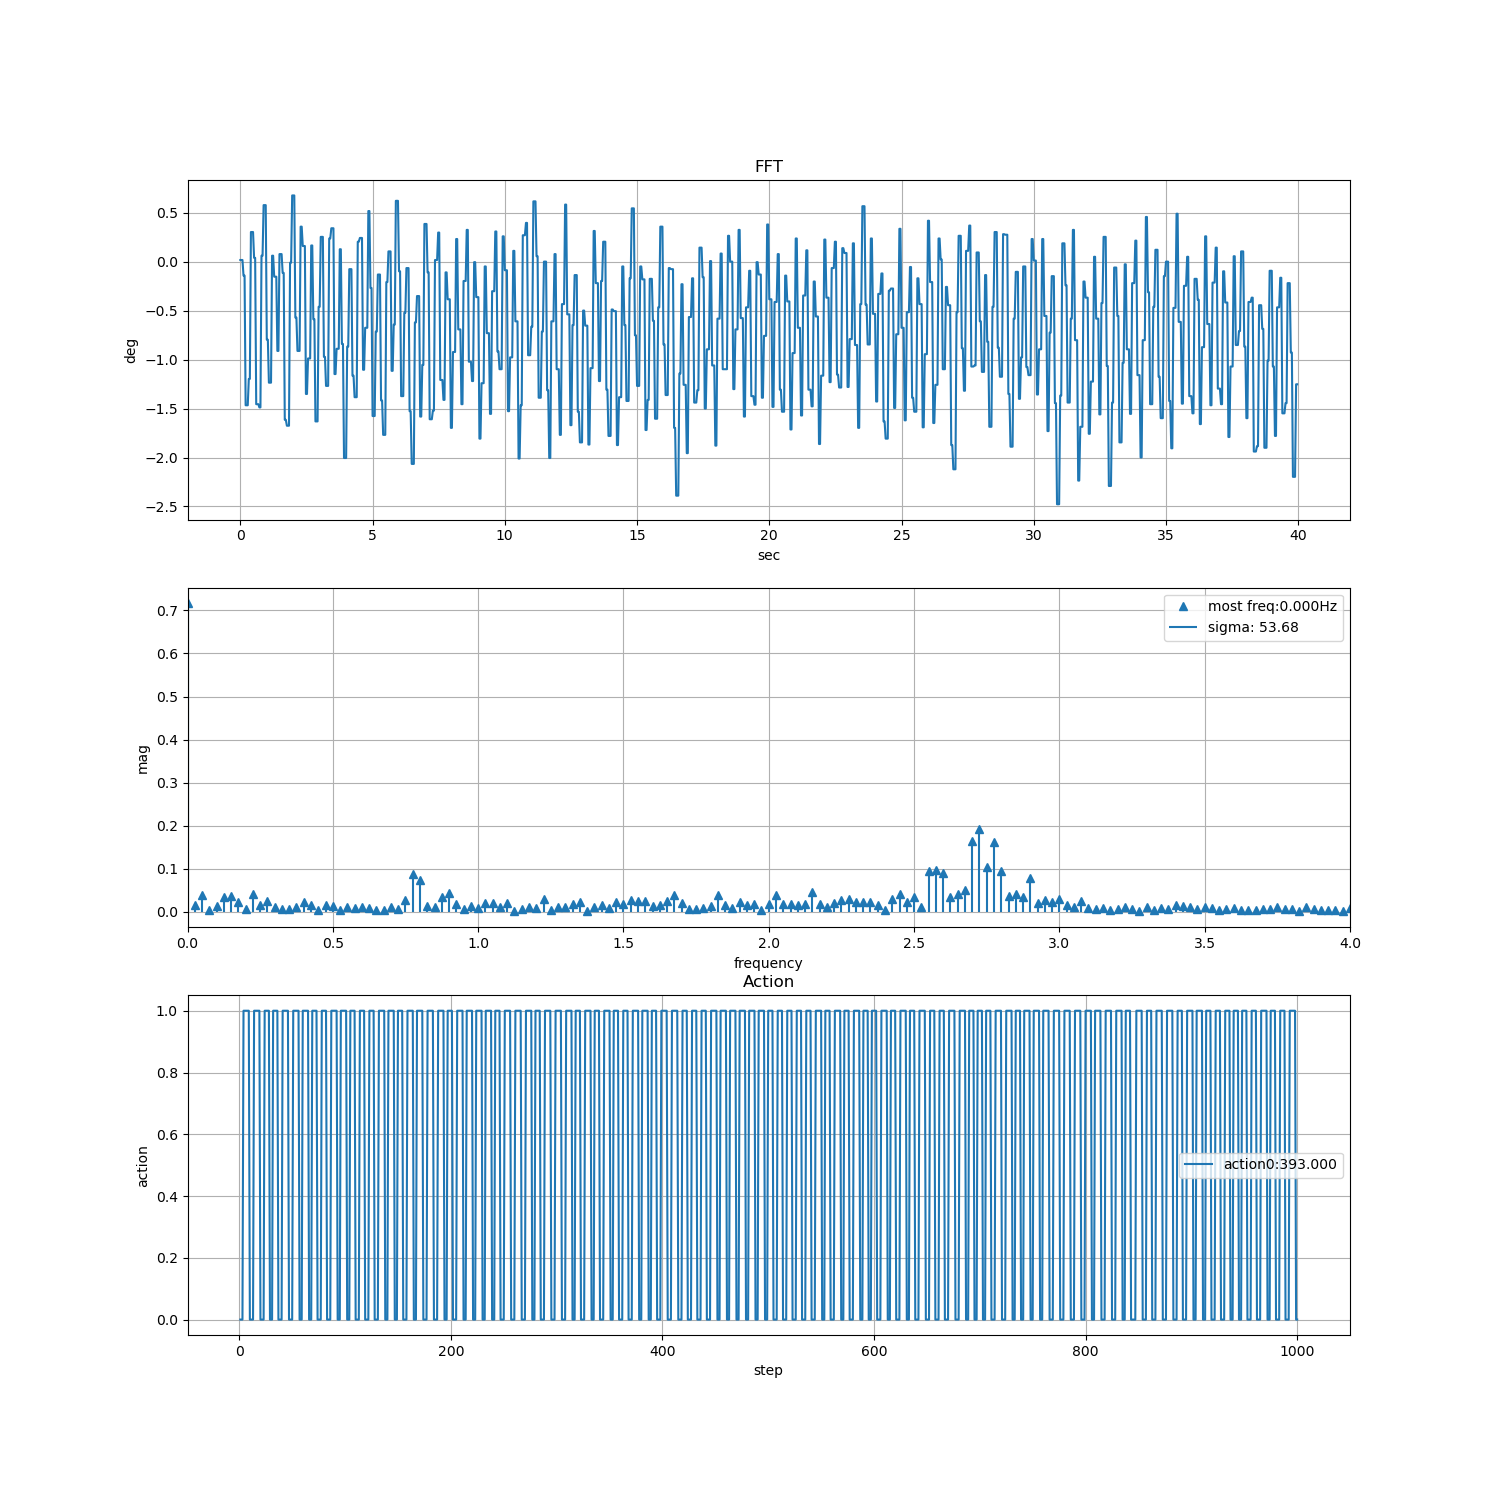 FFT
0.5
0.0
−0.5
−1.0
−1.5
−2.0
−2.5
deg
0 5 10 15 20 25 30 35 40
sec
0.7
0.6
0.5
0.4
0.3
0.2
0.1
0.0
mag
most freq:0.000Hz
sigma: 53.68
0.0 0.5 1.0 1.5 2.0 2.5 3.0 3.5 4.0
frequency
Action
1.0
0.8
0.6
0.4
0.2
0.0
action
action0:393.000
0 200 400 600 800 1000
step